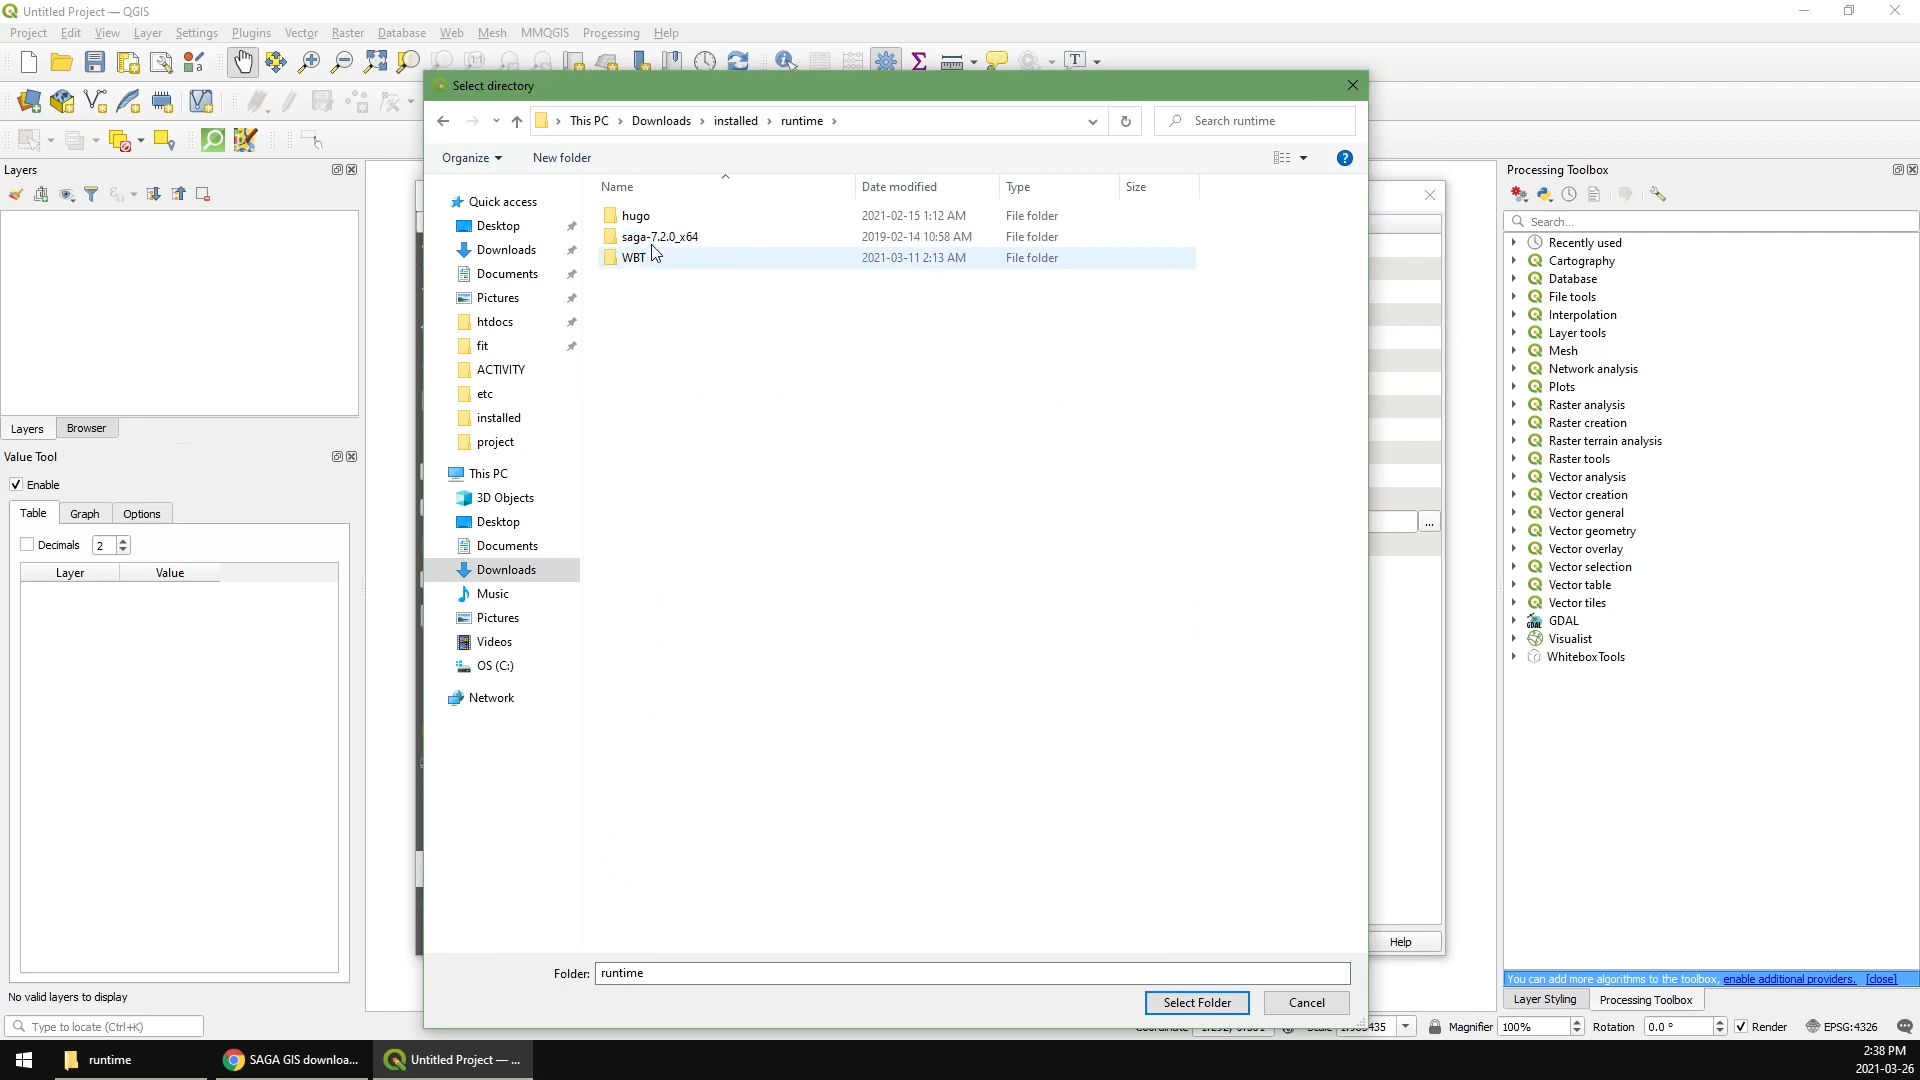 Untitled Project — QGIS
Project Edit View Layer Settings Plugins Vector Raster Database Web Mesh MMQGIS Processing Help
Select directory
This PC Downloads installed runtime
Search runtime
Organize New folder
Name Date modified Type Size
hugo 2021-02-15 1:12 AM File folder
saga-7.2.0_x64 2019-02-14 10:58 AM File folder
WBT 2021-03-11 2:13 AM File folder
Quick access
Desktop
Downloads
Documents
Pictures
htdocs
fit
ACTIVITY
etc
installed
project
This PC
3D Objects
Desktop
Documents
Downloads
Music
Pictures
Videos
OS (C:)
Network
Folder: runtime
Select Folder Cancel
...
Help
Layers
Layers Browser
Value Tool
Enable
Table Graph Options
Decimals 2
Layer Value
No valid layers to display
Type to locate (Ctrl+K)
Processing Toolbox
Search...
Recently used
Cartography
Database
File tools
Interpolation
Layer tools
Mesh
Network analysis
Plots
Raster analysis
Raster creation
Raster terrain analysis
Raster tools
Vector analysis
Vector creation
Vector general
Vector geometry
Vector overlay
Vector selection
Vector table
Vector tiles
GDAL
Visualist
WhiteboxTools
You can add more algorithms to the toolbox, enable additional providers. [close]
Layer Styling Processing Toolbox
Magnifier 100% Rotation 0.0 ° Render EPSG:4326
runtime SAGA GIS downloa... Untitled Project — ...
2:38 PM
2021-03-26